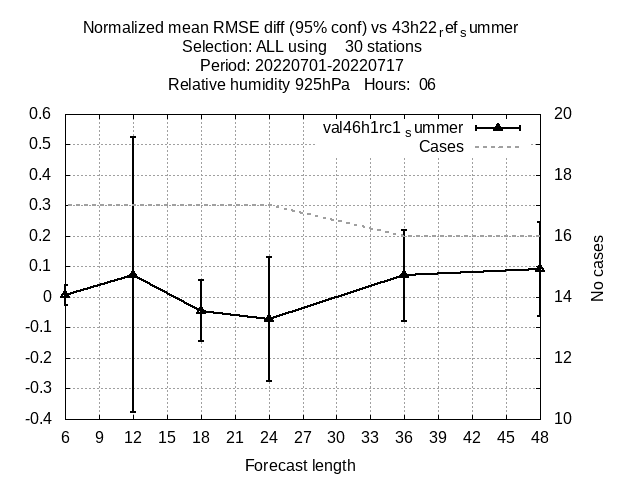 Normalized mean RMSE diff (95% conf) vs 43h22refsummer
Selection: ALL using 30 stations
Period: 20220701-20220717
Relative humidity 925hPa Hours: 06
val46h1rc1summer
Cases
0.6
0.5
0.4
0.3
0.2
0.1
0
-0.1
-0.2
-0.3
-0.4
20
18
16
14
12
10
No cases
6 9 12 15 18 21 24 27 30 33 36 39 42 45 48
Forecast length